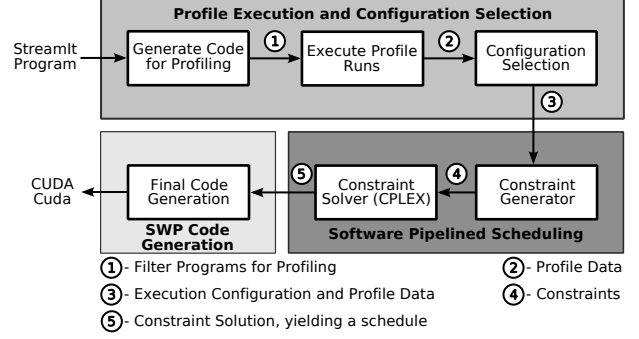 Profile Execution and Configuration Selection
StreamIt
Program
Generate Code
for Profiling
1
Execute Profile
Runs
2
Configuration
Selection
3
CUDA
Cuda
Final Code
Generation
5
Constraint
Solver (CPLEX)
4
Constraint
Generator
SWP Code
Generation
Software Pipelined Scheduling
1 - Filter Programs for Profiling
2 - Profile Data
3 - Execution Configuration and Profile Data
4 - Constraints
5 - Constraint Solution, yielding a schedule